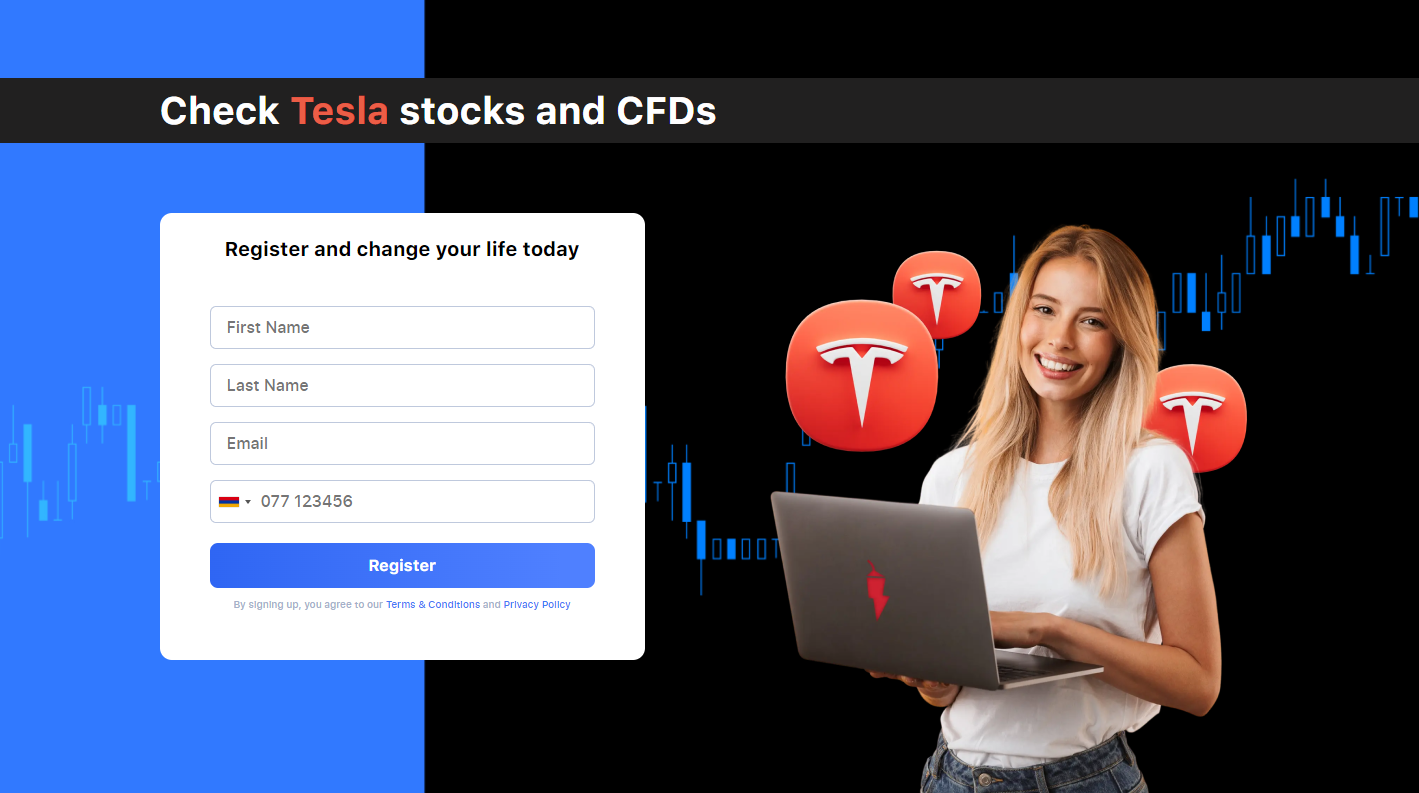 Check Tesla stocks and CFDs
Register and change your life today
First Name
Last Name
Email
077 123456
Register
By signing up, you agree to our Terms & Conditions and Privacy Policy